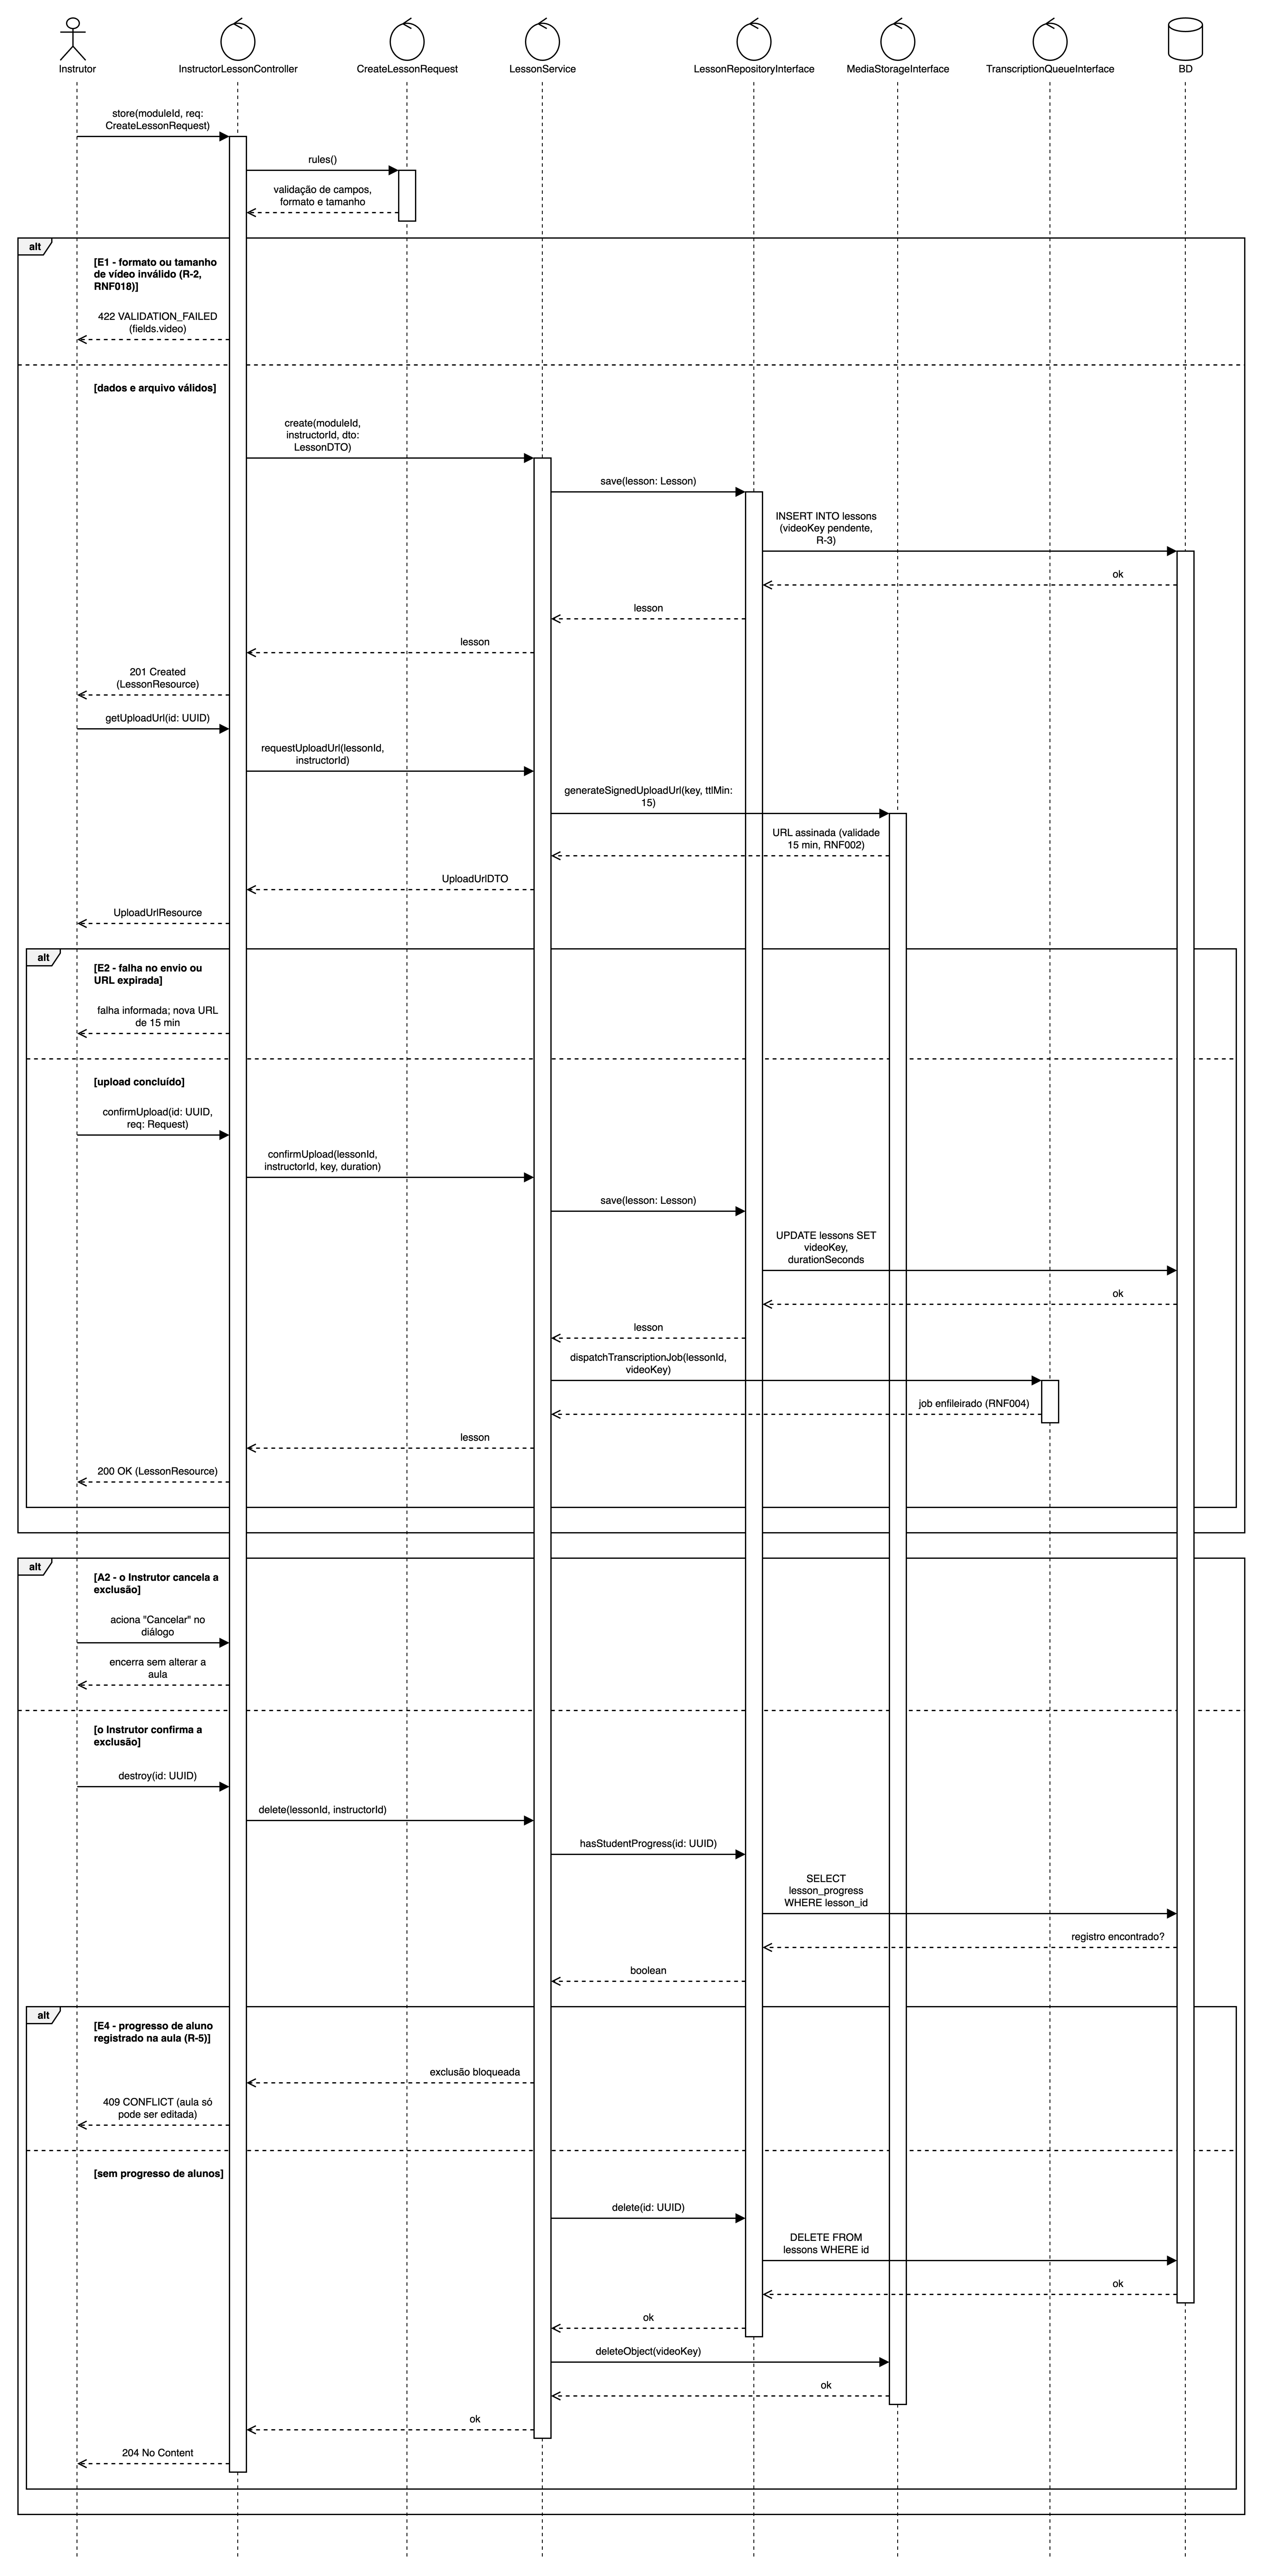 Instrutor
InstructorLessonController
CreateLessonRequest
LessonService
LessonRepositoryInterface
MediaStorageInterface
TranscriptionQueueInterface
BD
store(moduleId, req:
CreateLessonRequest)
rules()
validação de campos,
formato e tamanho
alt
[E1 - formato ou tamanho
de vídeo inválido (R-2,
RNF018)]
422 VALIDATION_FAILED
(fields.video)
[dados e arquivo válidos]
create(moduleId,
instructorId, dto:
LessonDTO)
save(lesson: Lesson)
INSERT INTO lessons
(videoKey pendente,
R-3)
ok
lesson
lesson
201 Created
(LessonResource)
getUploadUrl(id: UUID)
requestUploadUrl(lessonId,
instructorId)
generateSignedUploadUrl(key, ttlMin:
15)
URL assinada (validade
15 min, RNF002)
UploadUrlDTO
UploadUrlResource
alt
[E2 - falha no envio ou
URL expirada]
falha informada; nova URL
de 15 min
[upload concluído]
confirmUpload(id: UUID,
req: Request)
confirmUpload(lessonId,
instructorId, key, duration)
save(lesson: Lesson)
UPDATE lessons SET
videoKey,
durationSeconds
ok
lesson
dispatchTranscriptionJob(lessonId,
videoKey)
job enfileirado (RNF004)
lesson
200 OK (LessonResource)
alt
[A2 - o Instrutor cancela a
exclusão]
aciona "Cancelar" no
diálogo
encerra sem alterar a
aula
[o Instrutor confirma a
exclusão]
destroy(id: UUID)
delete(lessonId, instructorId)
hasStudentProgress(id: UUID)
SELECT
lesson_progress
WHERE lesson_id
registro encontrado?
boolean
alt
[E4 - progresso de aluno
registrado na aula (R-5)]
exclusão bloqueada
409 CONFLICT (aula só
pode ser editada)
[sem progresso de alunos]
delete(id: UUID)
DELETE FROM
lessons WHERE id
ok
ok
deleteObject(videoKey)
ok
ok
204 No Content